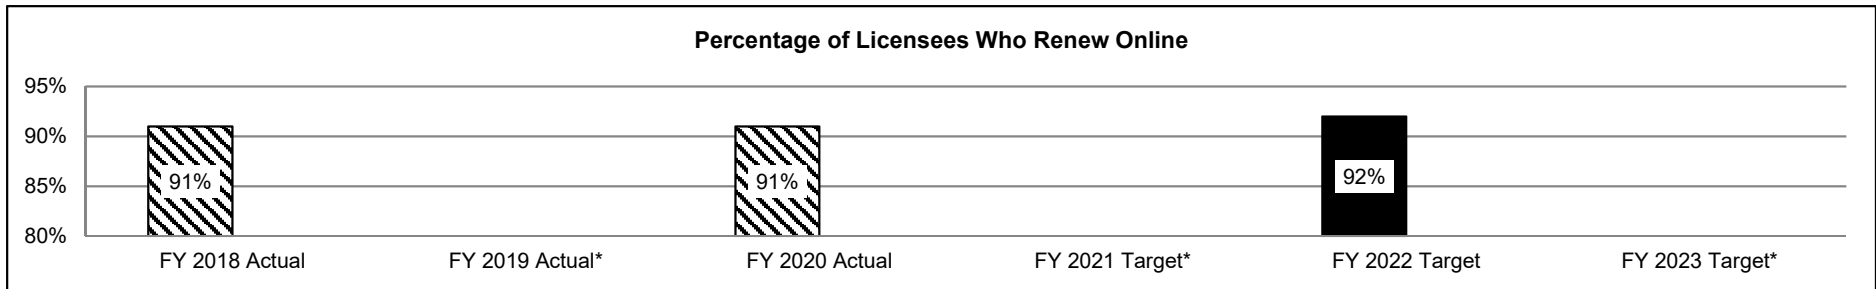 Percentage of Licensees Who Renew Online
95%
90%
85%
80%
91%
91%
92%
FY 2018 Actual
FY 2019 Actual*
FY 2020 Actual
FY 2021 Target*
FY 2022 Target
FY 2023 Target*